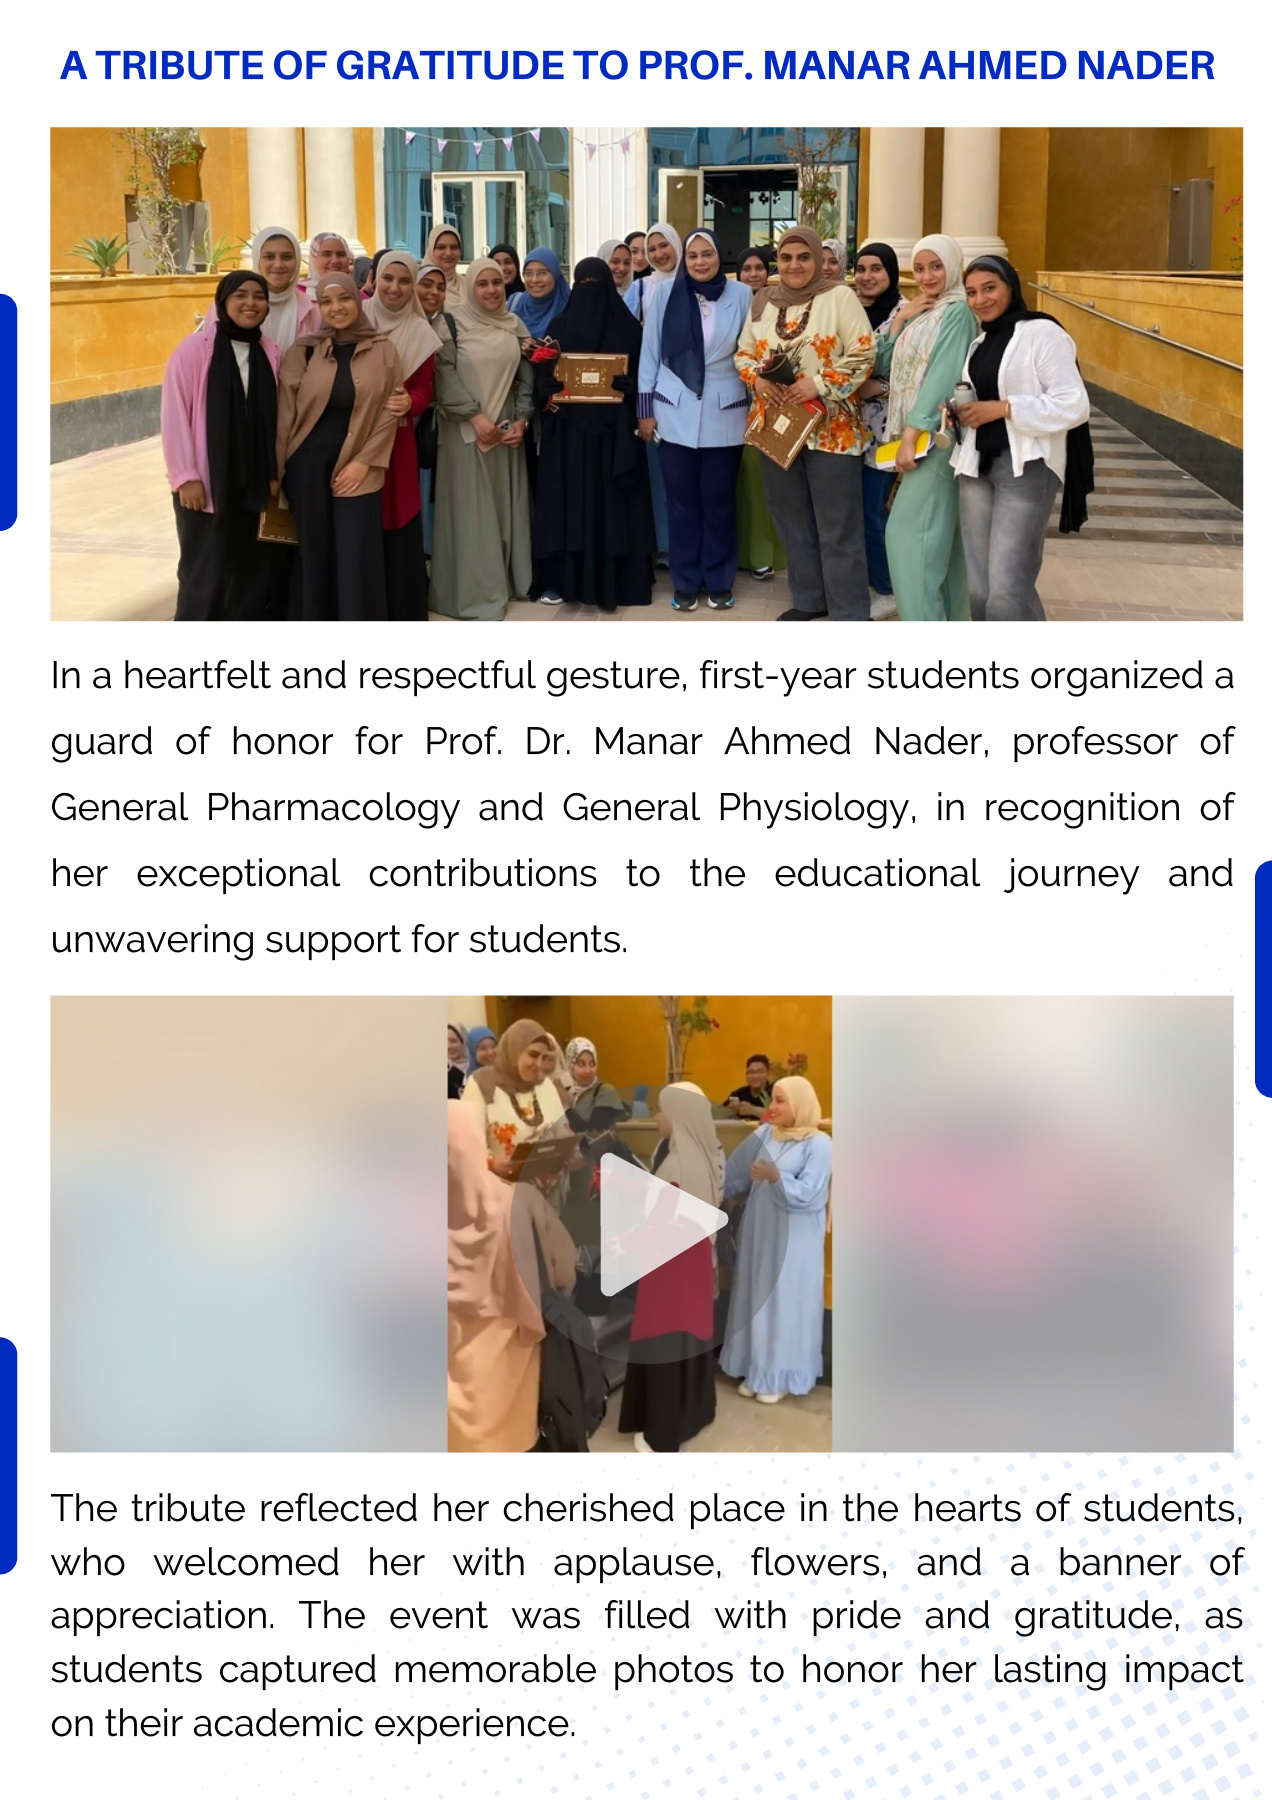 A TRIBUTE OF GRATITUDE TO PROF. MANAR AHMED NADER
In a heartfelt and respectful gesture, first-year students organized a
guard of honor for Prof. Dr. Manar Ahmed Nader, professor of
General Pharmacology and General Physiology, in recognition of
her exceptional contributions to the educational journey and
unwavering support for students.
The tribute reflected her cherished place in the hearts of students,
who welcomed her with applause, flowers, and a banner of
appreciation. The event was filled with pride and gratitude, as
students captured memorable photos to honor her lasting impact
on their academic experience.